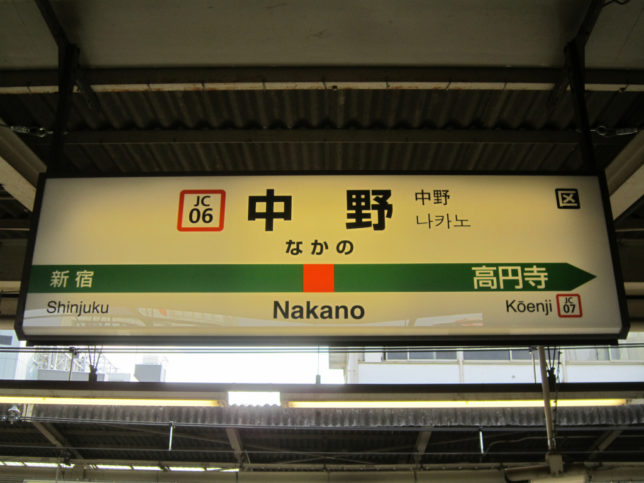 JC
06
中野
中野
나카노
なかの
区
新宿
高円寺
Shinjuku
Nakano
Kōenji
JC
07